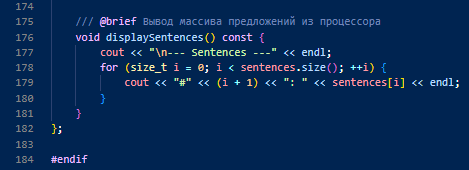 174
175     /// @brief Вывод массива предложений из процессора
176     void displaySentences() const {
177         cout << "\n--- Sentences ---" << endl;
178         for (size_t i = 0; i < sentences.size(); ++i) {
179             cout << "#" << (i + 1) << ": " << sentences[i] << endl;
180         }
181     }
182 };
183
184 #endif